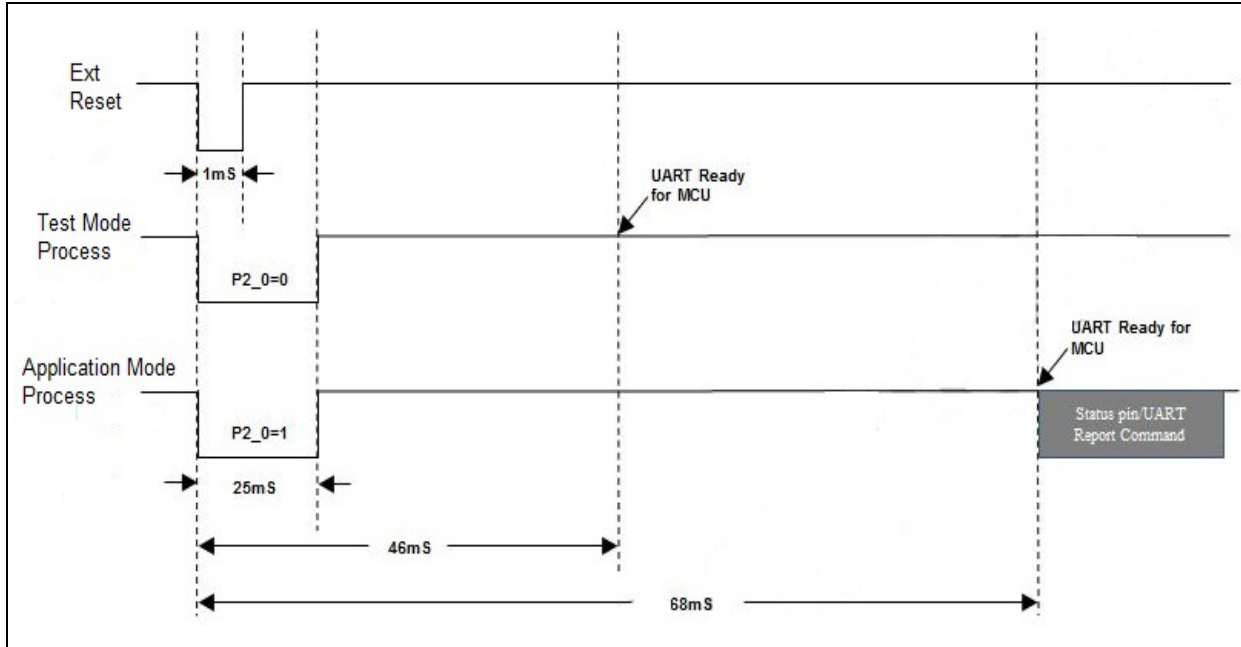 Ext
Reset
1mS
UART Ready
for MCU
Test Mode
Process
P2_0=0
UART Ready for
MCU
Application Mode
Process
Status pin/UART
Report Command
P2_0=1
25mS
46mS
68mS